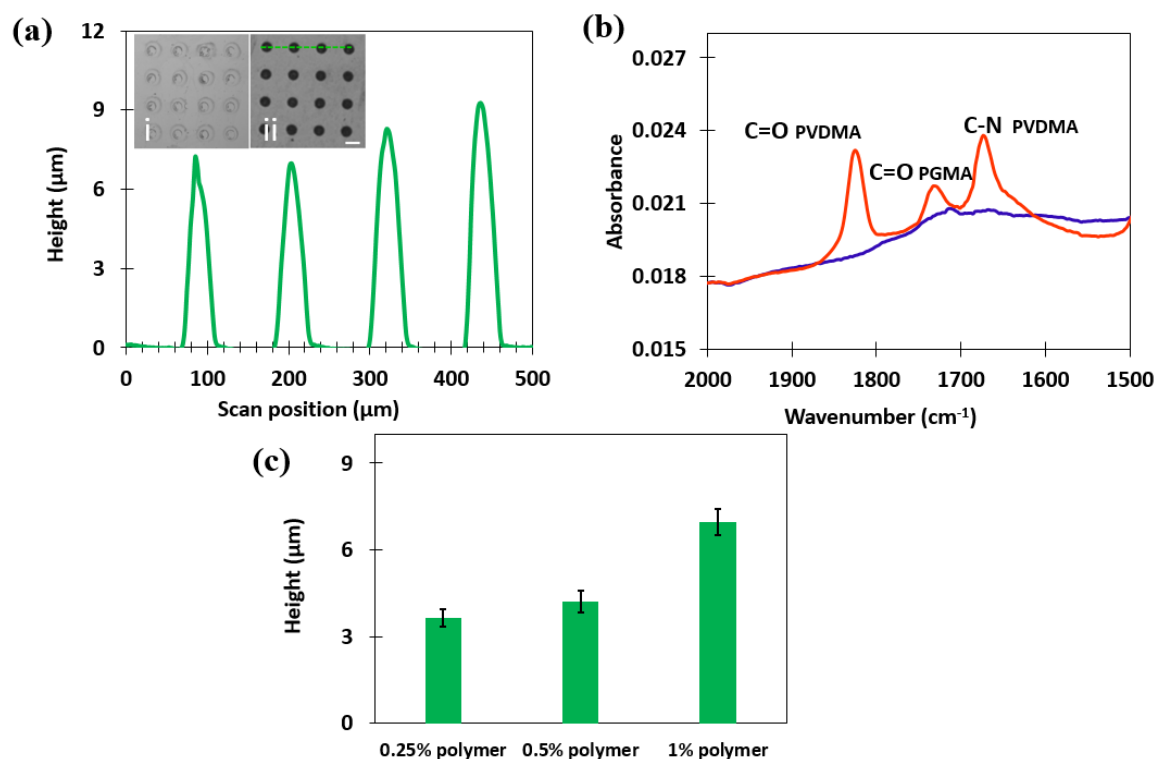 (a)
12
9
6
3
0
Height (µm)
i
ii
0 100 200 300 400 500
Scan position (µm)
(b)
0.027
0.024
0.021
0.018
0.015
Absorbance
C=O PVDMA
C=O PGMA
C-N PVDMA
2000 1900 1800 1700 1600 1500
Wavenumber (cm⁻¹)
(c)
9
6
3
0
Height (µm)
0.25% polymer 0.5% polymer 1% polymer